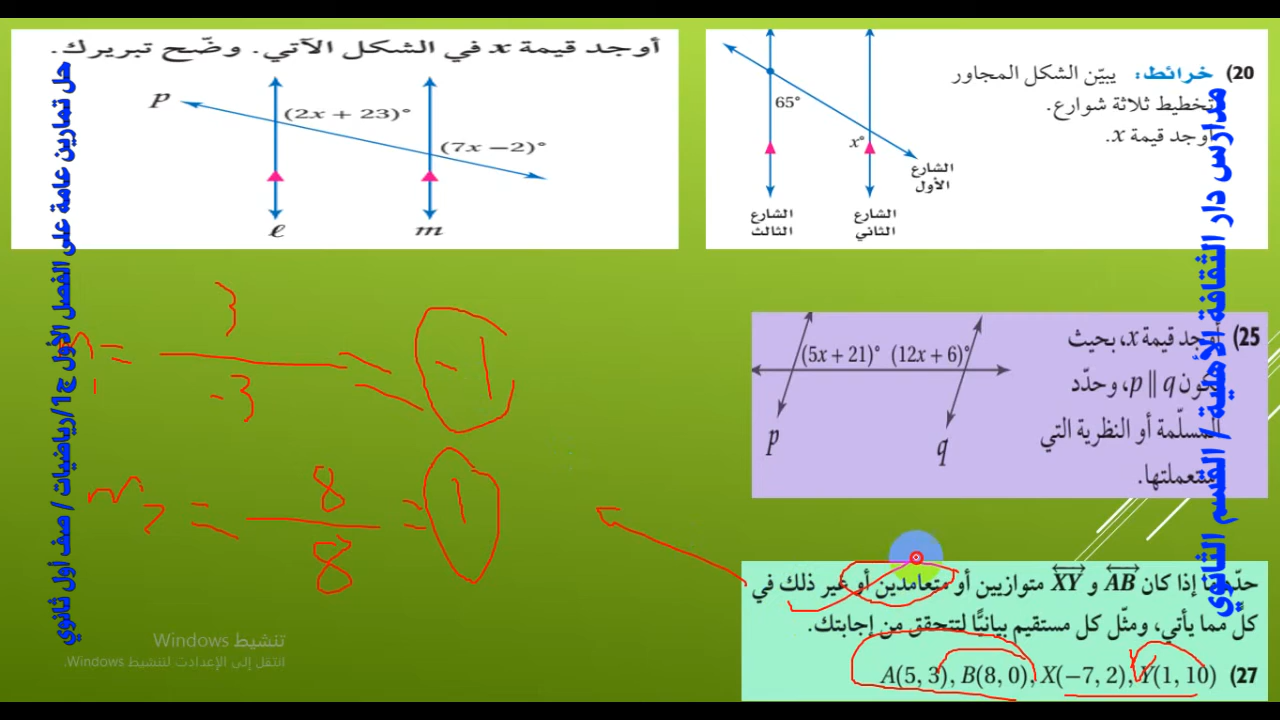 أوجد قيمة x في الشكل الآتي. وضّح تبريرك.
p
(2x + 23)°
(7x −2)°
ℓ
m
20) خرائط: يبيّن الشكل المجاور
تخطيط ثلاثة شوارع.
أوجد قيمة x.
65°
x°
الشارع الأول
الشارع الثالث
الشارع الثاني
25) أوجد قيمة x، بحيث
يكون p || q، وحدّد
المسلّمة أو النظرية التي
استعملتها.
(5x + 21)° (12x + 6)°
p
q
حدّد ما إذا كان AB و XY متوازيين أو متعامدين أو غير ذلك في
كلّ مما يأتي، ومثّل كل مستقيم بيانيًّا لتتحقق من إجابتك.
27) A(5, 3), B(8, 0), X(−7, 2), Y(1, 10)
m1 = 3 / -3 = -1
m2 = 8 / 8 = 1
حل تمارين عامة على الفصل الأول ج1/رياضيات / صف أول ثانوي
مدارس دار الثقافة الأهلية / القسم الثانوي
تنشيط Windows
انتقل إلى الإعدادات لتنشيط Windows.